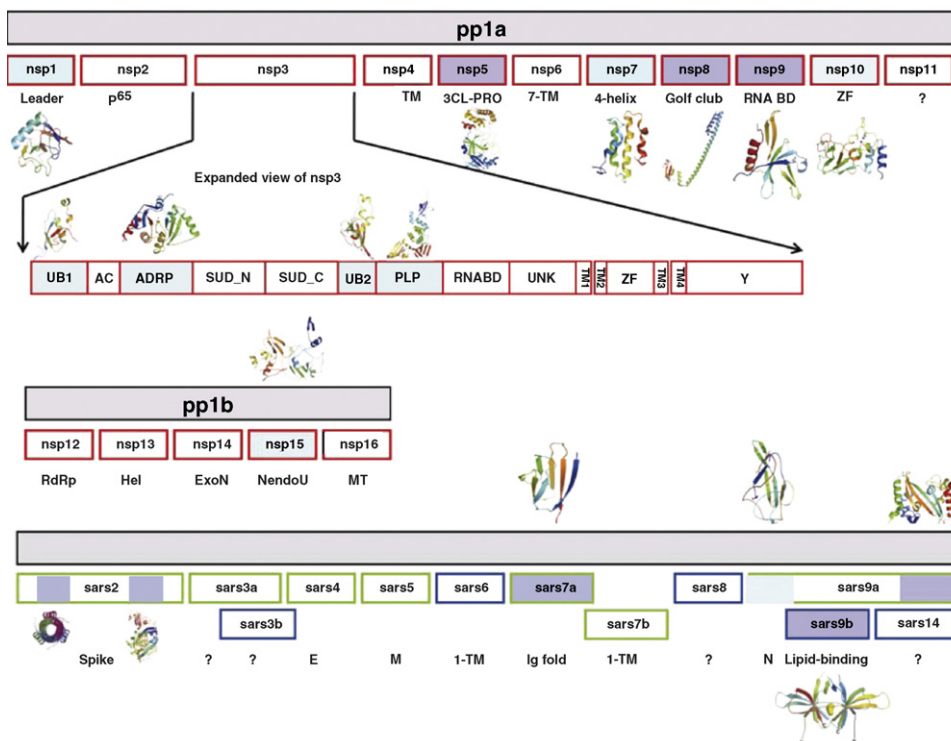 pp1a
nsp1 nsp2 nsp3 nsp4 nsp5 nsp6 nsp7 nsp8 nsp9 nsp10 nsp11
Leader p65 TM 3CL-PRO 7-TM 4-helix Golf club RNA BD ZF ?
Expanded view of nsp3
UB1 AC ADRP SUD_N SUD_C UB2 PLP RNABD UNK TM1 TM2 ZF TM3 TM4 Y
pp1b
nsp12 nsp13 nsp14 nsp15 nsp16
RdRp Hel ExoN NendoU MT
sars2 sars3a sars4 sars5 sars6 sars7a sars8 sars9a
sars3b sars7b sars9b sars14
Spike ? ? E M 1-TM Ig fold 1-TM ? N Lipid-binding ?